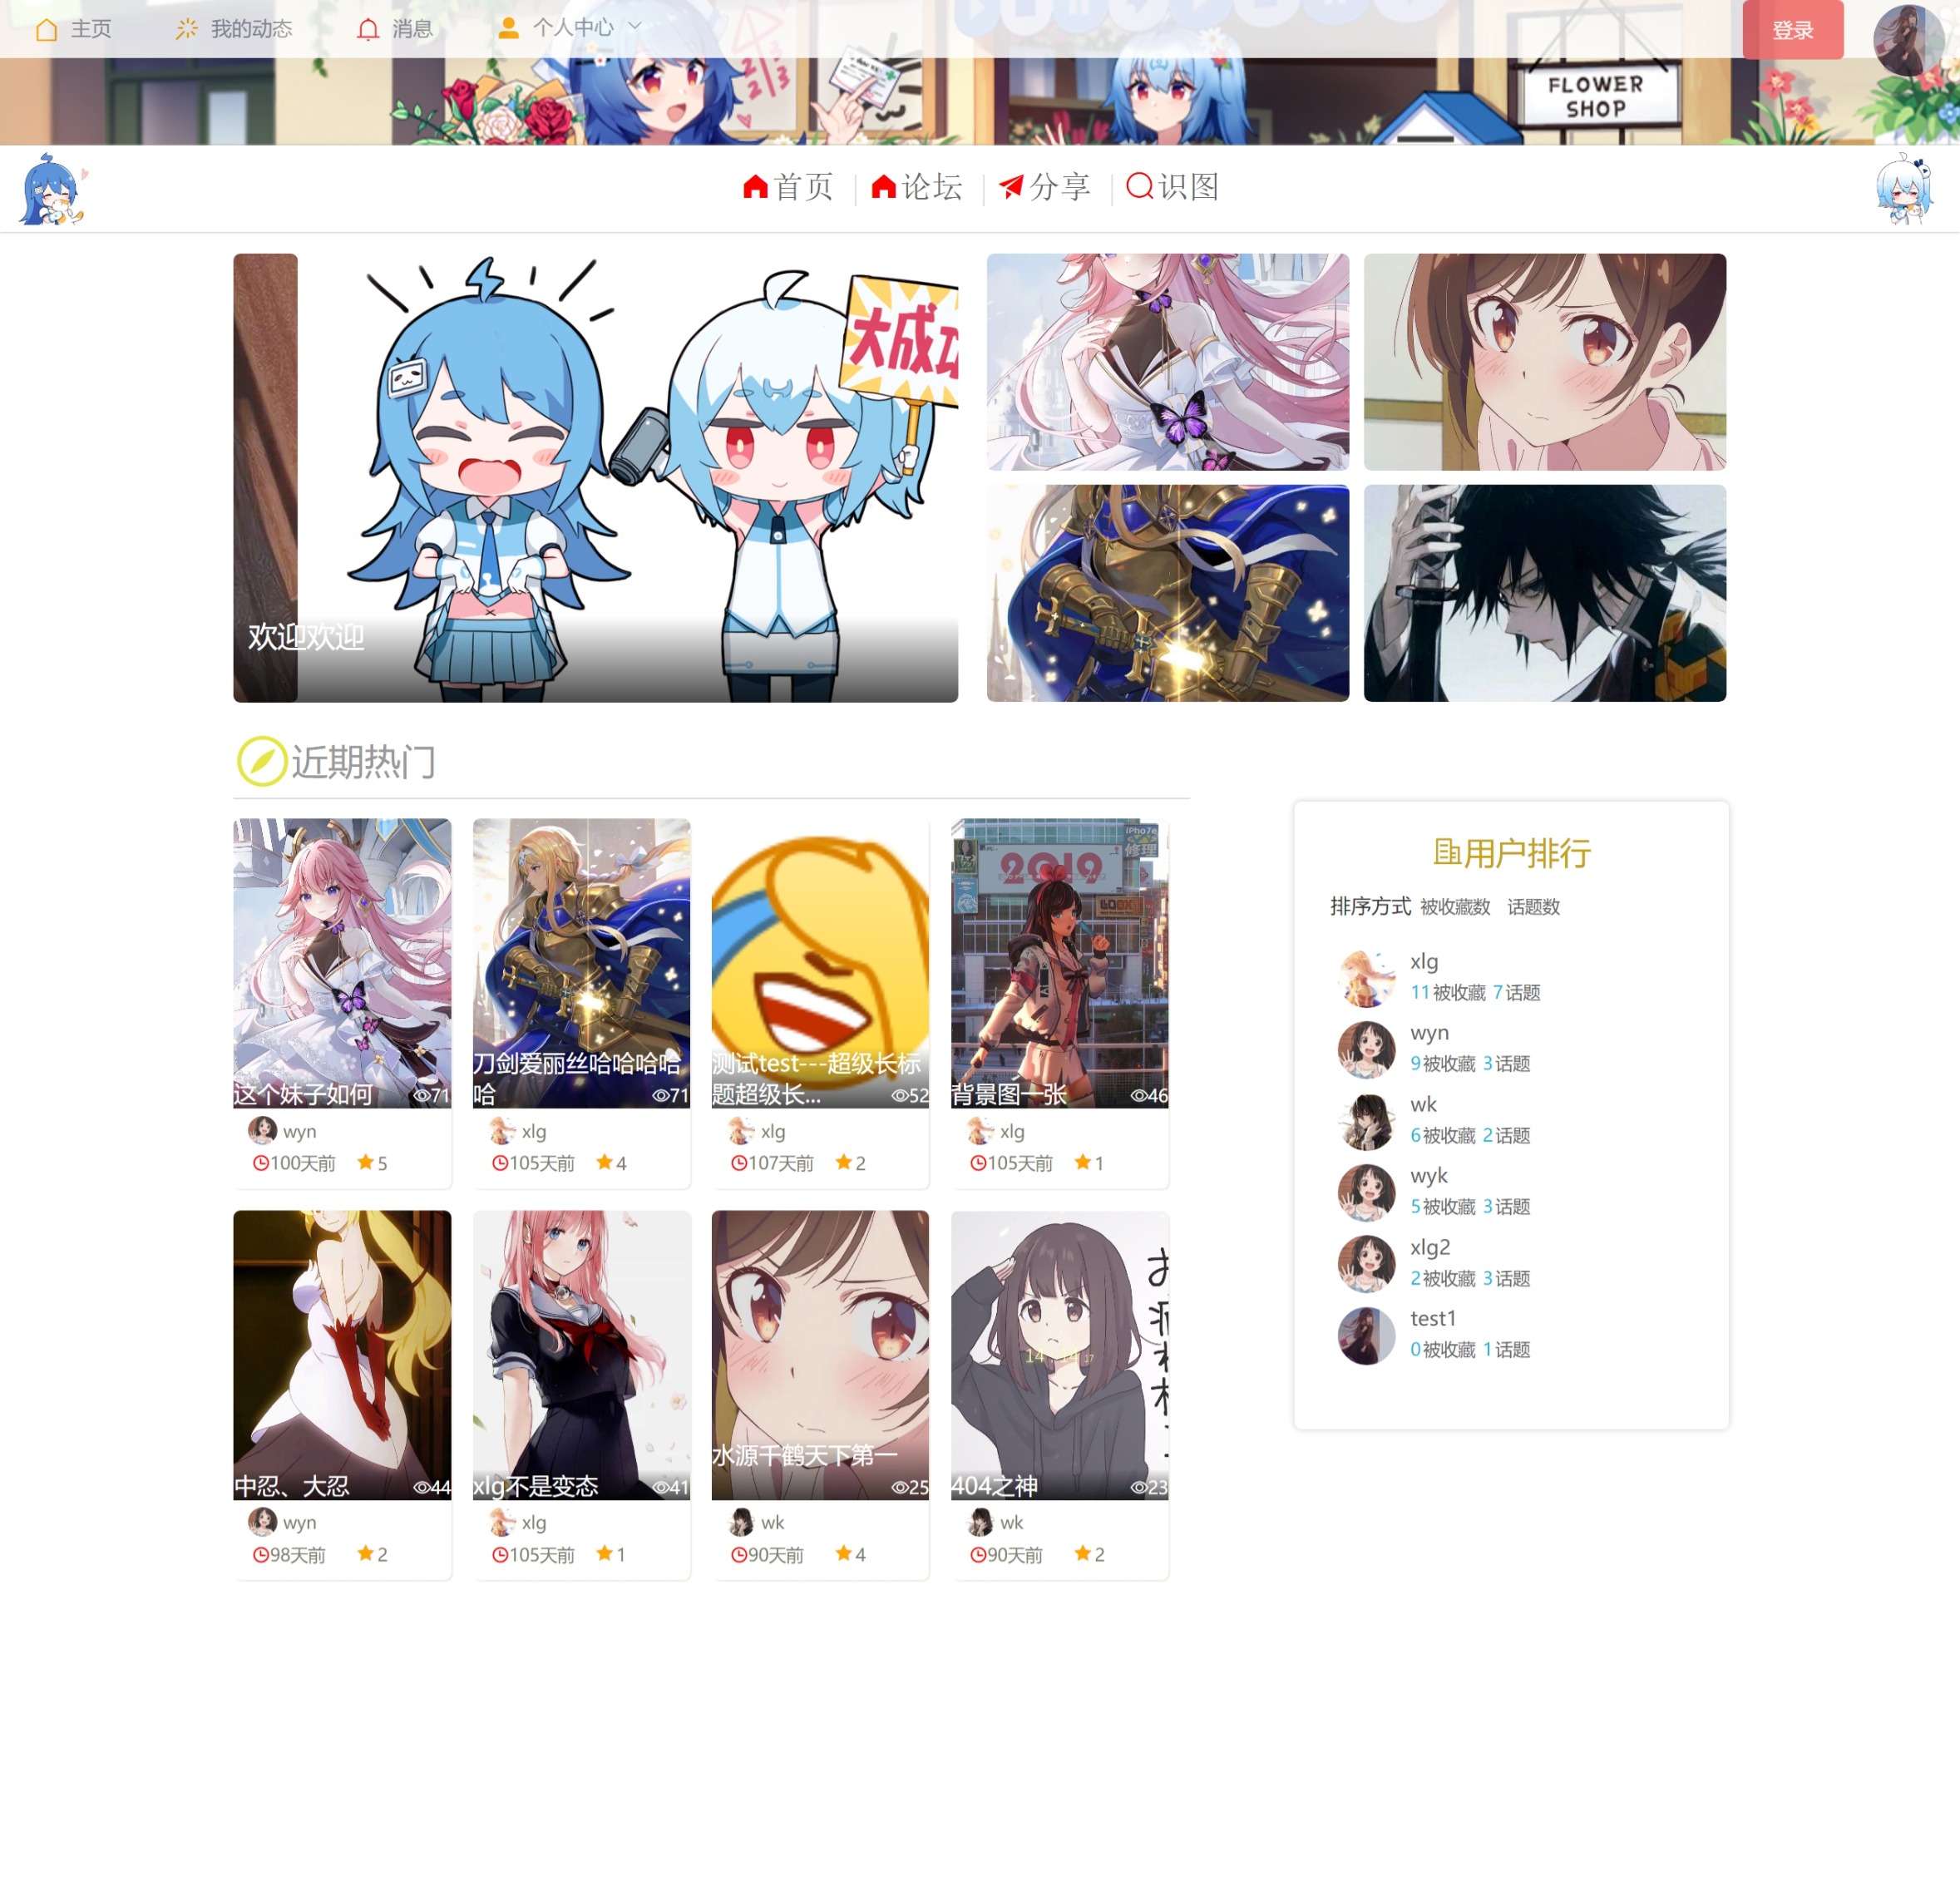 主页 我的动态 消息 个人中心 登录
FLOWER
SHOP
首页 论坛 分享 识图
大成功
欢迎欢迎
近期热门
这个妹子如何 71
wyn
100天前 5
刀剑爱丽丝哈哈哈哈
哈 71
xlg
105天前 4
测试test---超级长标
题超级长... 52
xlg
107天前 2
2019
修理
背景图一张 46
xlg
105天前 1
中忍、大忍 44
wyn
98天前 2
xlg不是变态 41
xlg
105天前 1
水源千鹤天下第一
25
wk
90天前 4
404之神 23
wk
90天前 2
用户排行
排序方式 被收藏数 话题数
xlg
11被收藏 7话题
wyn
9被收藏 3话题
wk
6被收藏 2话题
wyk
5被收藏 3话题
xlg2
2被收藏 3话题
test1
0被收藏 1话题